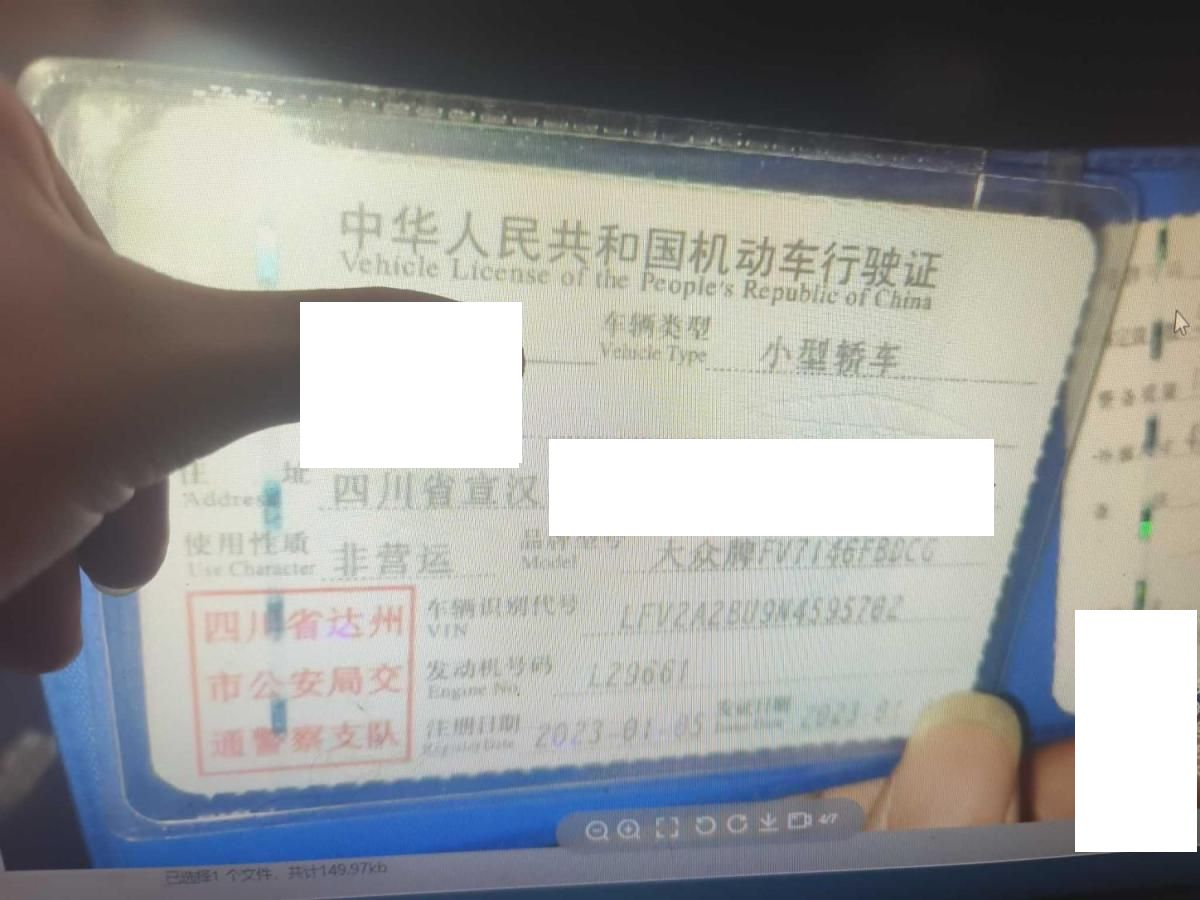 中华人民共和国机动车行驶证
Vehicle License of the People's Republic of China
车辆类型 小型轿车
Vehicle Type
住 址 四川省宣汉
Address
使用性质 非营运 品牌型号 大众牌FV7146FBDCG
Use Character Model
四川省达州
市公安局交
通警察支队
车辆识别代号 LFV2A2BU9N4595782
VIN
发动机号码 L29661
Engine No.
注册日期 2023-01-05 发证日期 2023
Register Date
4/7
已选择1 个文件，共计149.97kb